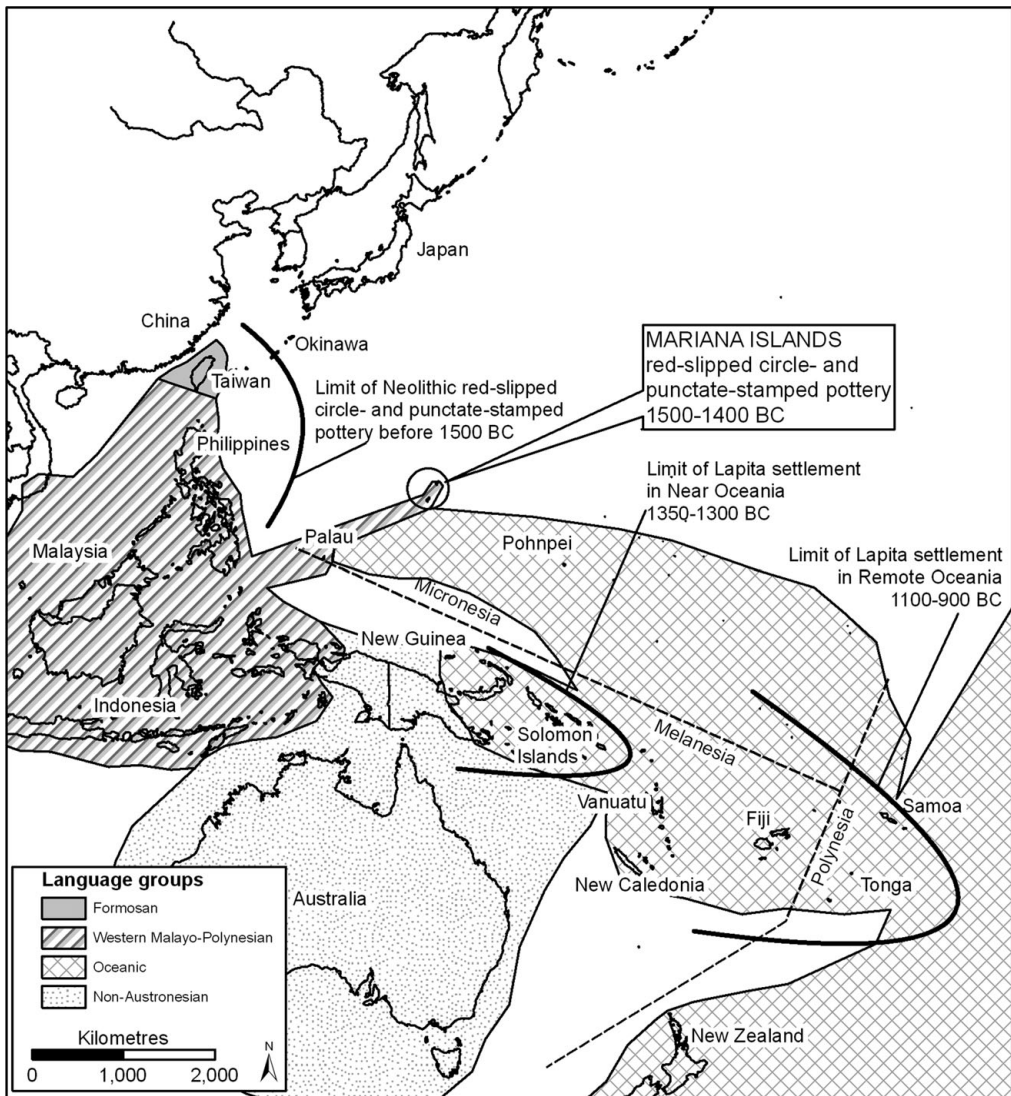 Japan
China
Okinawa
Taiwan
MARIANA ISLANDS
red-slipped circle- and
punctate-stamped pottery
1500-1400 BC
Limit of Neolithic red-slipped
circle- and punctate-stamped
pottery before 1500 BC
Philippines
Limit of Lapita settlement
in Near Oceania
1350-1300 BC
Malaysia
Palau
Pohnpei
Limit of Lapita settlement
in Remote Oceania
1100-900 BC
Micronesia
New Guinea
Indonesia
Solomon
Islands
Melanesia
Vanuatu
Fiji
Samoa
Polynesia
New Caledonia
Tonga
Australia
New Zealand
Language groups
Formosan
Western Malayo-Polynesian
Oceanic
Non-Austronesian
Kilometres
N
0 1,000 2,000